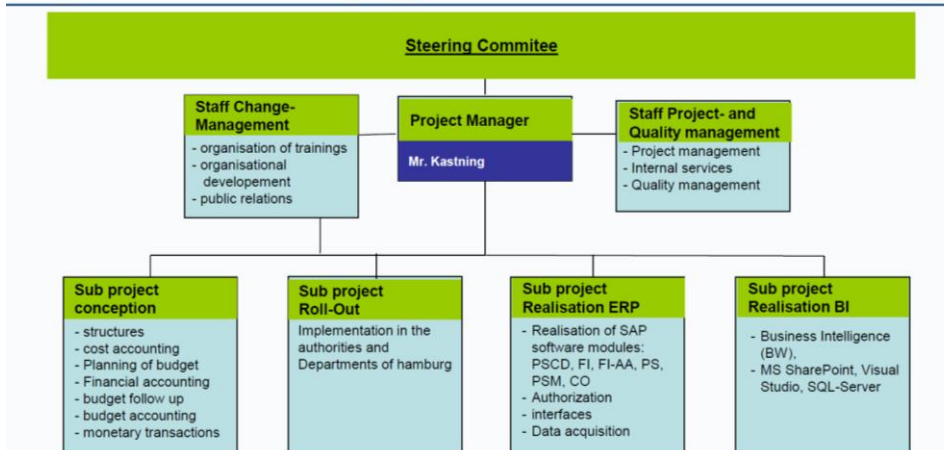 Steering Commitee
Staff Change-
Management
- organisation of trainings
- organisational
developement
- public relations
Project Manager
Mr. Kastning
Staff Project- and
Quality management
- Project management
- Internal services
- Quality management
Sub project
conception
- structures
- cost accounting
- Planning of budget
- Financial accounting
- budget follow up
- budget accounting
- monetary transactions
Sub project
Roll-Out
Implementation in the
authorities and
Departments of hamburg
Sub project
Realisation ERP
- Realisation of SAP
software modules:
PSCD, FI, FI-AA, PS,
PSM, CO
- Authorization
- interfaces
- Data acquisition
Sub project
Realisation BI
- Business Intelligence
(BW),
- MS SharePoint, Visual
Studio, SQL-Server